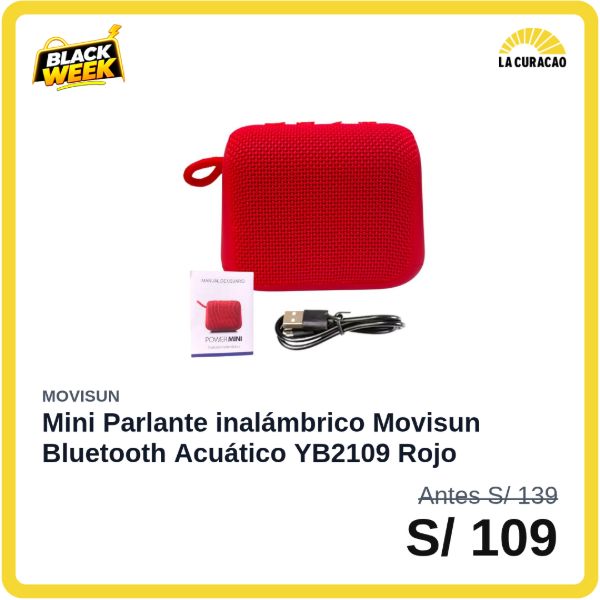 BLACK
WEEK
LA CURACAO
MANUAL DE USUARIO
POWER MINI
MOVISUN
Mini Parlante inalámbrico Movisun
Bluetooth Acuático YB2109 Rojo
Antes S/ 139
S/ 109